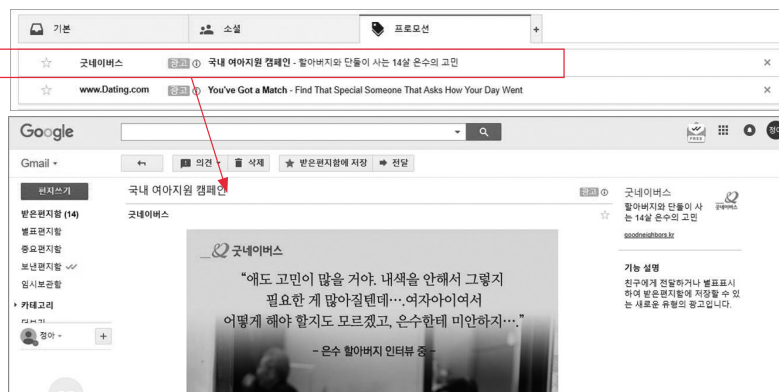 기본
소셜
프로모션
+
굿네이버스 광고 국내 여아지원 캠페인 - 할아버지와 단둘이 사는 14살 은수의 고민
www.Dating.com 광고 You've Got a Match - Find That Special Someone That Asks How Your Day Went
Google
Gmail
의견
삭제
받은편지함에 저장
전달
편지쓰기
받은편지함 (14)
별표편지함
중요편지함
보낸편지함
임시보관함
카테고리
정아
+
국내 여아지원 캠페인
광고
굿네이버스
굿네이버스
“애도 고민이 많을 거야. 내색을 안해서 그렇지
필요한 게 많아질텐데….여자아이여서
어떻게 해야 할지도 모르겠고, 은수한테 미안하지….”
– 은수 할아버지 인터뷰 중 –
굿네이버스
할아버지와 단둘이 사
는 14살 은수의 고민
굿네이버스
goodneighbors.kr
기능 설명
친구에게 전달하거나 별표표시
하여 받은편지함에 저장할 수 있
는 새로운 유형의 광고입니다.